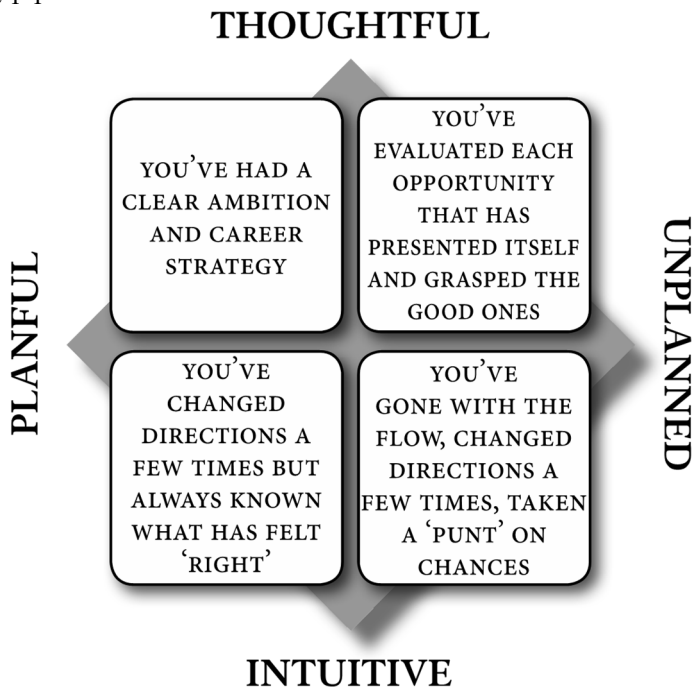 THOUGHTFUL
YOU'VE HAD A
CLEAR AMBITION
AND CAREER
STRATEGY
YOU'VE
EVALUATED EACH
OPPORTUNITY
THAT HAS
PRESENTED ITSELF
AND GRASPED THE
GOOD ONES
PLANFUL
UNPLANNED
YOU'VE
CHANGED
DIRECTIONS A
FEW TIMES BUT
ALWAYS KNOWN
WHAT HAS FELT
‘RIGHT’
YOU'VE
GONE WITH THE
FLOW, CHANGED
DIRECTIONS A
FEW TIMES, TAKEN
A ‘PUNT’ ON
CHANCES
INTUITIVE